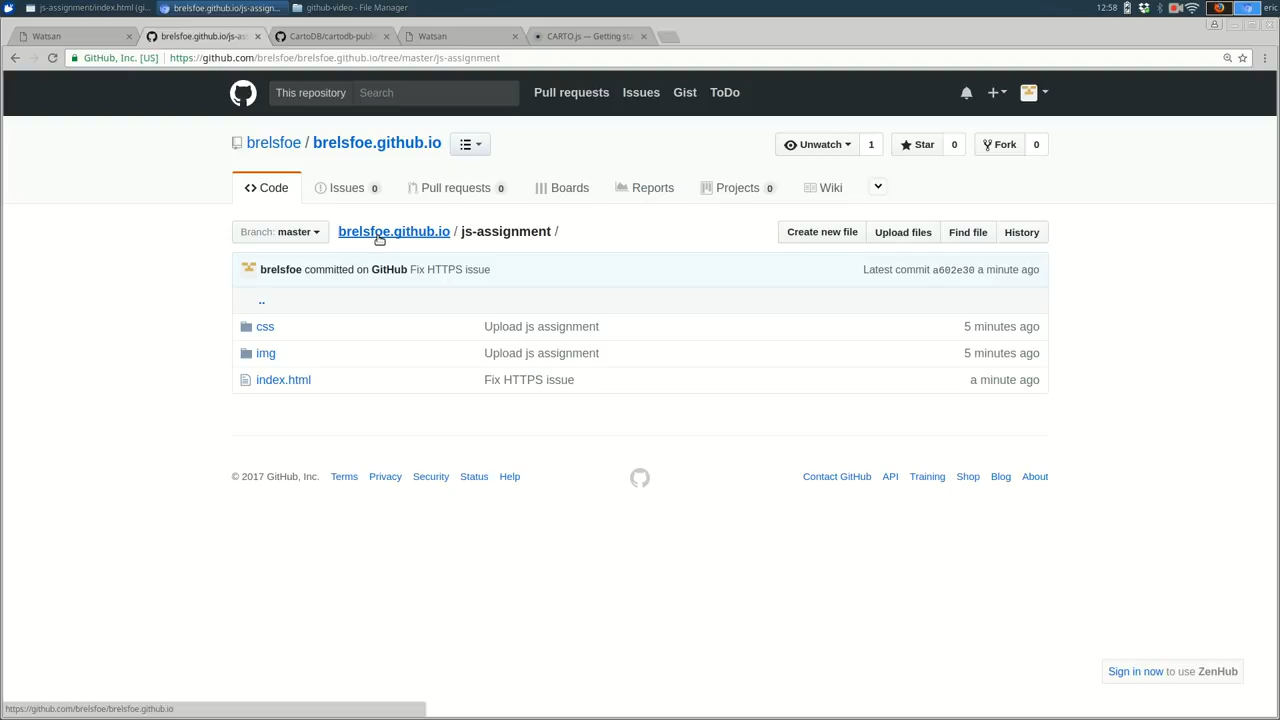 js-assignment/index.html (gi... brelsfoe.github.io/js-assign... github-video - File Manager 12:58 eric
Watsan brelsfoe.github.io/js-as CartoDB/cartodb-publi Watsan CARTO.js — Getting sta
GitHub, Inc. [US] https://github.com/brelsfoe/brelsfoe.github.io/tree/master/js-assignment
This repository Search Pull requests Issues Gist ToDo
brelsfoe / brelsfoe.github.io Unwatch 1 Star 0 Fork 0
Code Issues 0 Pull requests 0 Boards Reports Projects 0 Wiki
Branch: master brelsfoe.github.io / js-assignment / Create new file Upload files Find file History
brelsfoe committed on GitHub Fix HTTPS issue Latest commit a602e30 a minute ago
..
css Upload js assignment 5 minutes ago
img Upload js assignment 5 minutes ago
index.html Fix HTTPS issue a minute ago
© 2017 GitHub, Inc. Terms Privacy Security Status Help Contact GitHub API Training Shop Blog About
Sign in now to use ZenHub
https://github.com/brelsfoe/brelsfoe.github.io